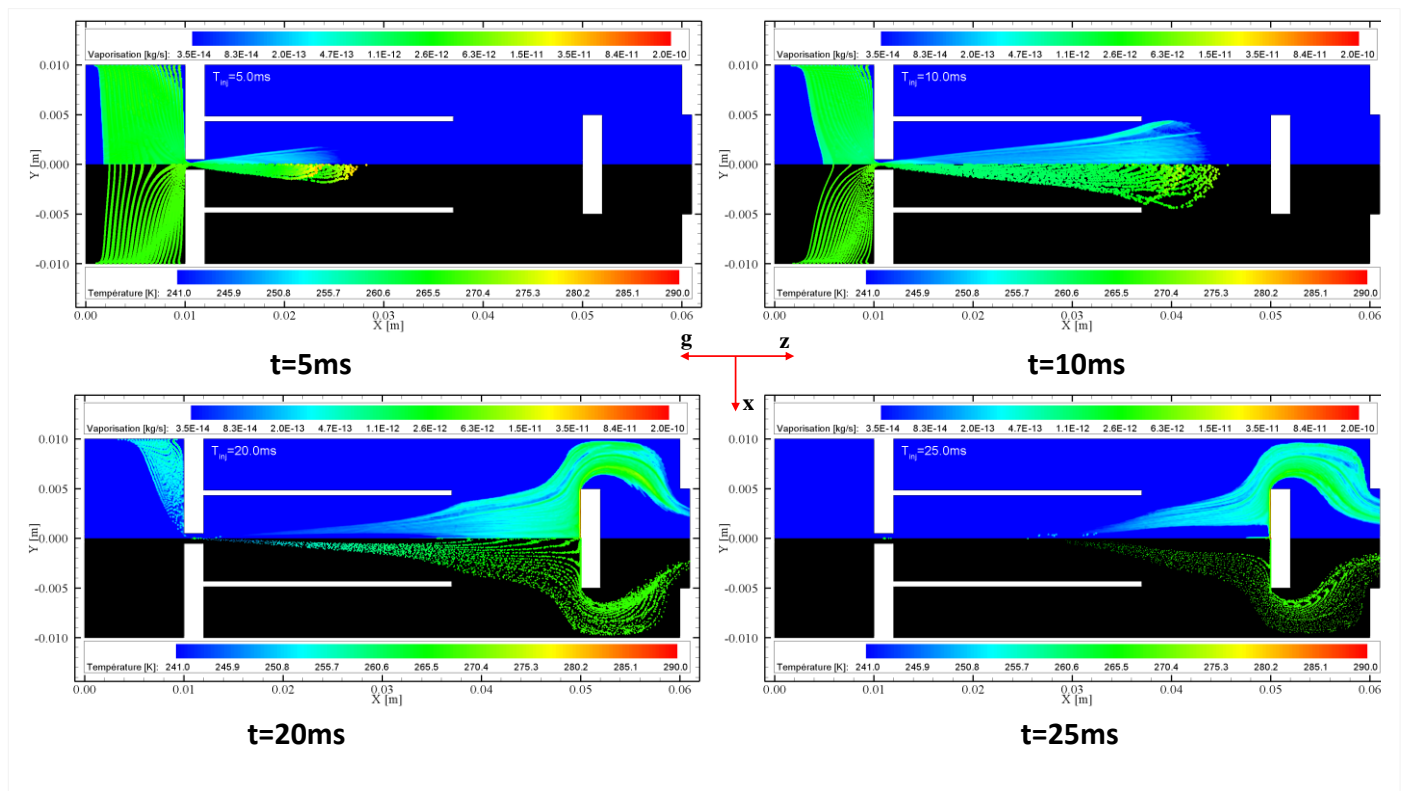 Vaporisation [kg/s]: 3.5E-14 8.3E-14 2.0E-13 4.7E-13 1.1E-12 2.6E-12 6.3E-12 1.5E-11 3.5E-11 8.4E-11 2.0E-10
T_inj=5.0ms
0.010
0.005
Y [m]
0.000
-0.005
-0.010
Température [K]: 241.0 245.9 250.8 255.7 260.6 265.5 270.4 275.3 280.2 285.1 290.0
0.00 0.01 0.02 0.03 0.04 0.05 0.06
X [m]
t=5ms
Vaporisation [kg/s]: 3.5E-14 8.3E-14 2.0E-13 4.7E-13 1.1E-12 2.6E-12 6.3E-12 1.5E-11 3.5E-11 8.4E-11 2.0E-10
T_inj=10.0ms
0.010
0.005
Y [m]
0.000
-0.005
-0.010
Température [K]: 241.0 245.9 250.8 255.7 260.6 265.5 270.4 275.3 280.2 285.1 290.0
0.00 0.01 0.02 0.03 0.04 0.05 0.06
X [m]
t=10ms
g z
x
Vaporisation [kg/s]: 3.5E-14 8.3E-14 2.0E-13 4.7E-13 1.1E-12 2.6E-12 6.3E-12 1.5E-11 3.5E-11 8.4E-11 2.0E-10
T_inj=20.0ms
0.010
0.005
Y [m]
0.000
-0.005
-0.010
Température [K]: 241.0 245.9 250.8 255.7 260.6 265.5 270.4 275.3 280.2 285.1 290.0
0.00 0.01 0.02 0.03 0.04 0.05 0.06
X [m]
t=20ms
Vaporisation [kg/s]: 3.5E-14 8.3E-14 2.0E-13 4.7E-13 1.1E-12 2.6E-12 6.3E-12 1.5E-11 3.5E-11 8.4E-11 2.0E-10
T_inj=25.0ms
0.010
0.005
Y [m]
0.000
-0.005
-0.010
Température [K]: 241.0 245.9 250.8 255.7 260.6 265.5 270.4 275.3 280.2 285.1 290.0
0.00 0.01 0.02 0.03 0.04 0.05 0.06
X [m]
t=25ms